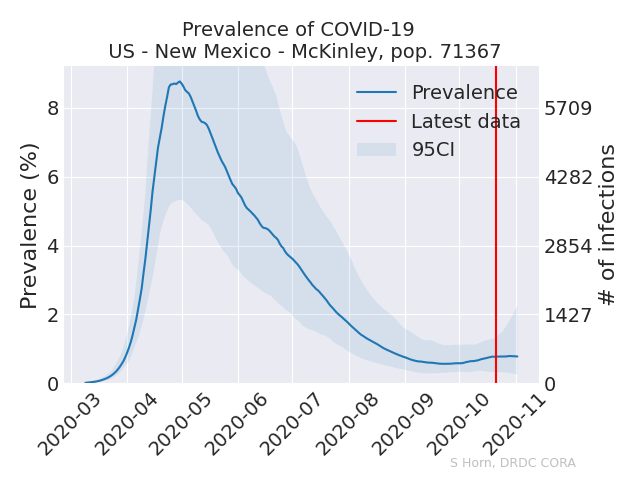 Prevalence of COVID-19
US - New Mexico - McKinley, pop. 71367
Prevalence
Latest data
95CI
Prevalence (%)
8
6
4
2
0
5709
4282
2854
1427
0
# of infections
2020-03
2020-04
2020-05
2020-06
2020-07
2020-08
2020-09
2020-10
2020-11
S Horn, DRDC CORA